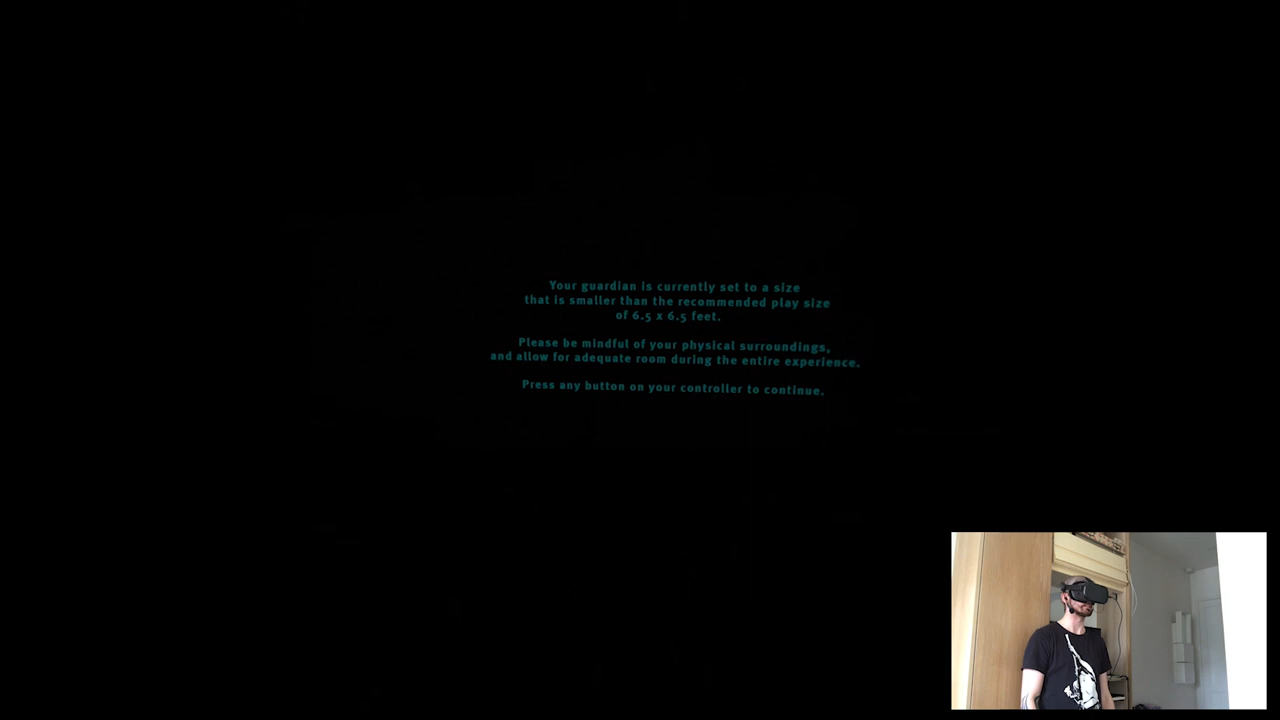 Your guardian is currently set to a size
that is smaller than the recommended play size
of 6.5 x 6.5 feet.
Please be mindful of your physical surroundings,
and allow for adequate room during the entire experience.
Press any button on your controller to continue.